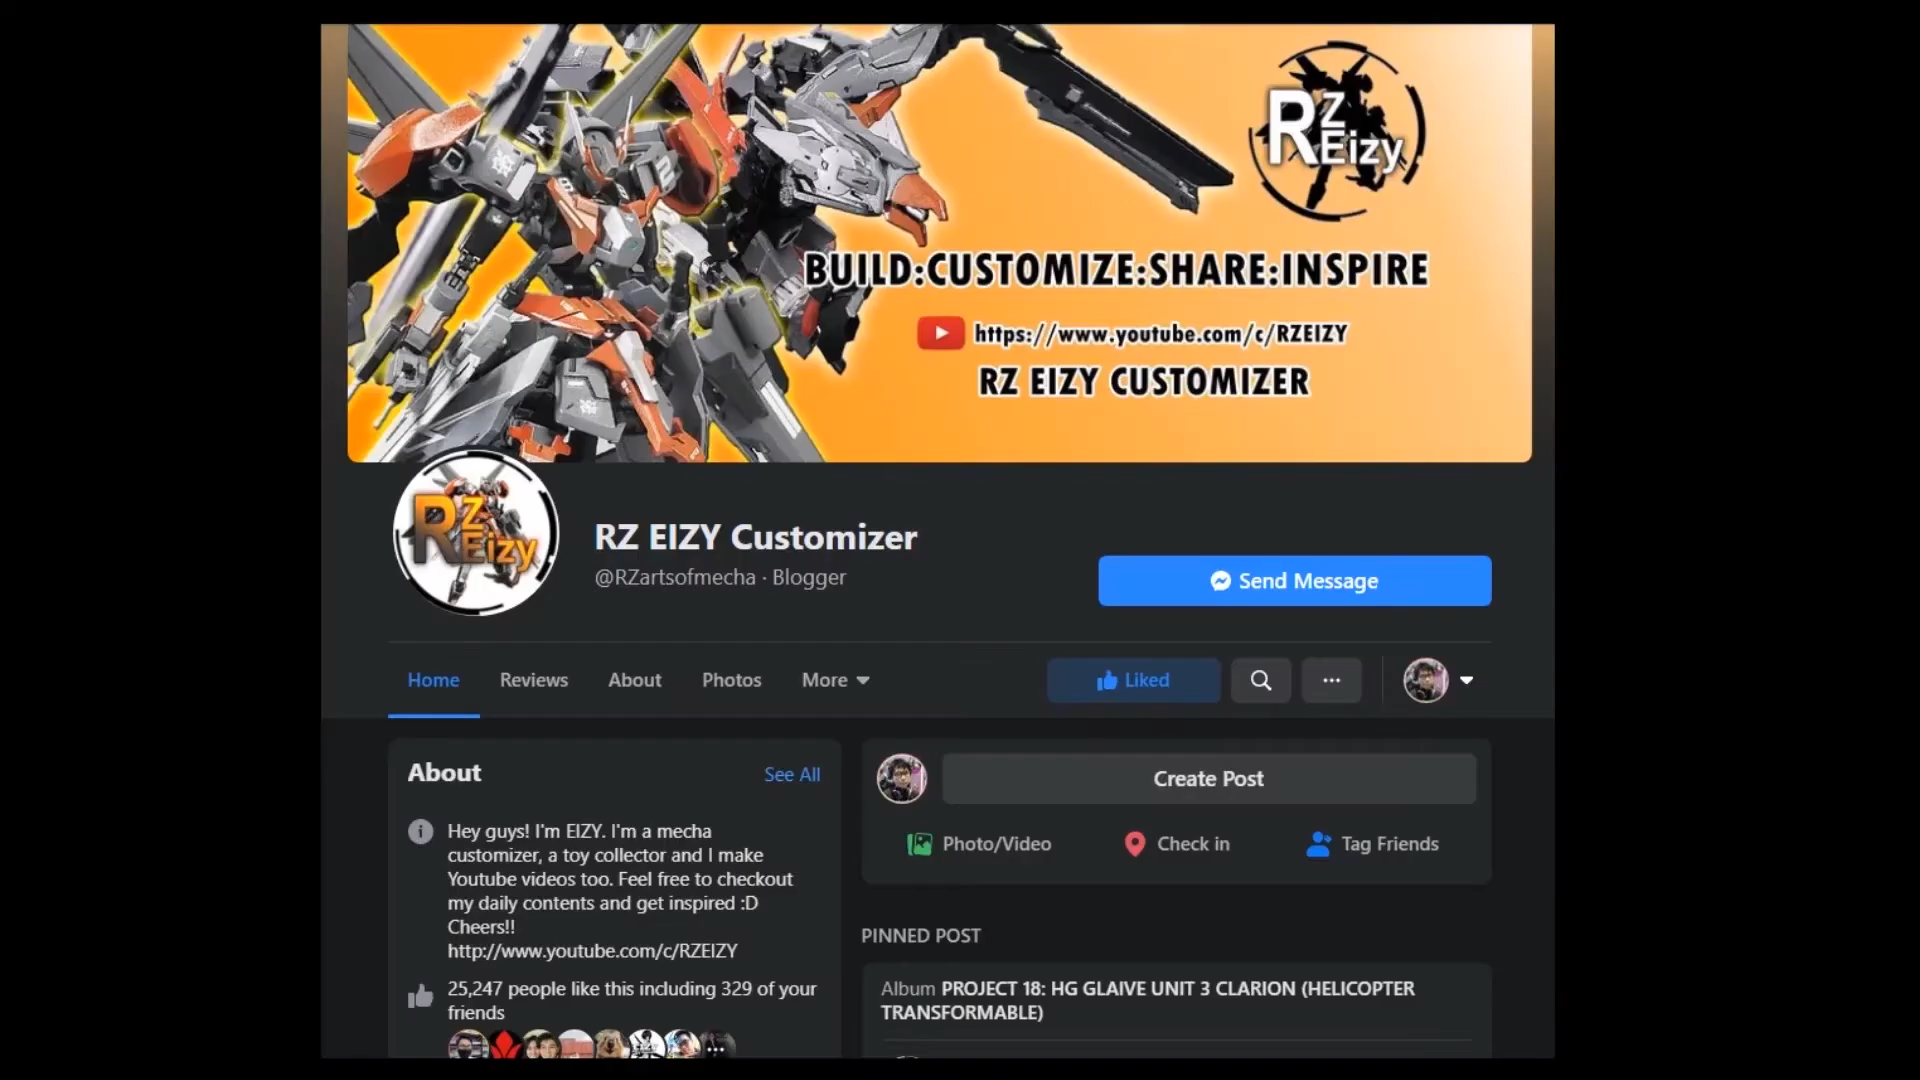 RZ Eizy
BUILD:CUSTOMIZE:SHARE:INSPIRE
https://www.youtube.com/c/RZEIZY
RZ EIZY CUSTOMIZER
RZ Eizy
RZ EIZY Customizer
@RZartsofmecha · Blogger
Send Message
Home Reviews About Photos More
Liked
About See All
Hey guys! I'm EIZY. I'm a mecha
customizer, a toy collector and I make
Youtube videos too. Feel free to checkout
my daily contents and get inspired :D
Cheers!!
http://www.youtube.com/c/RZEIZY
25,247 people like this including 329 of your
friends
Create Post
Photo/Video Check in Tag Friends
PINNED POST
Album PROJECT 18: HG GLAIVE UNIT 3 CLARION (HELICOPTER
TRANSFORMABLE)